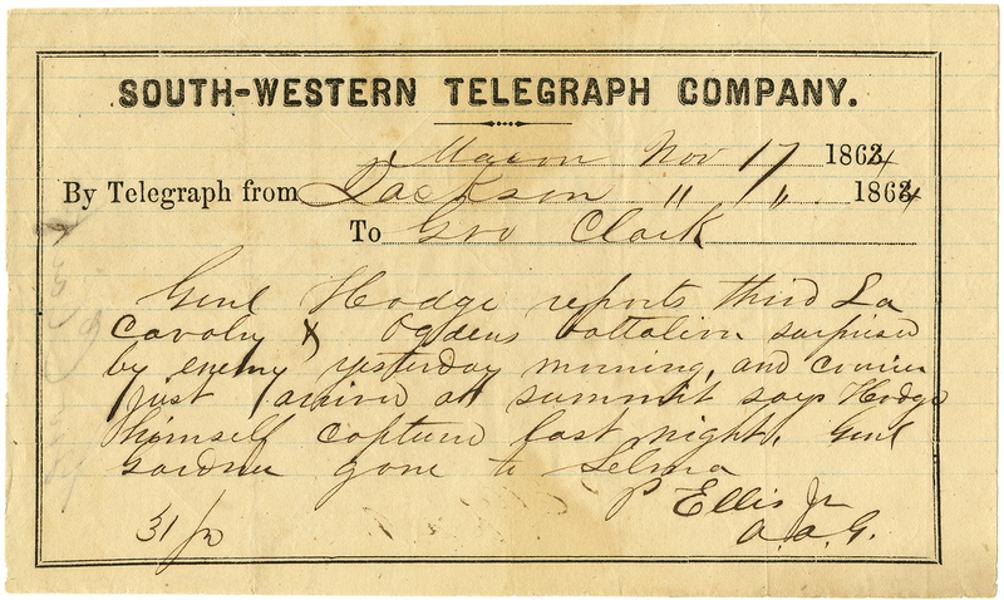 SOUTH-WESTERN TELEGRAPH COMPANY.
Macon Nov 17 1864
By Telegraph from Jackson " 1 " . 1864
To Gov Clark
Genl Hodge reports third La
Cavalry & Ogdens battalion surprised
by enemy yesterday morning, and courier
just arrived at summit says Hodge
himself captured last night. Genl
Gardner gone to Selma
P Ellis Jr
A.A.G.
31